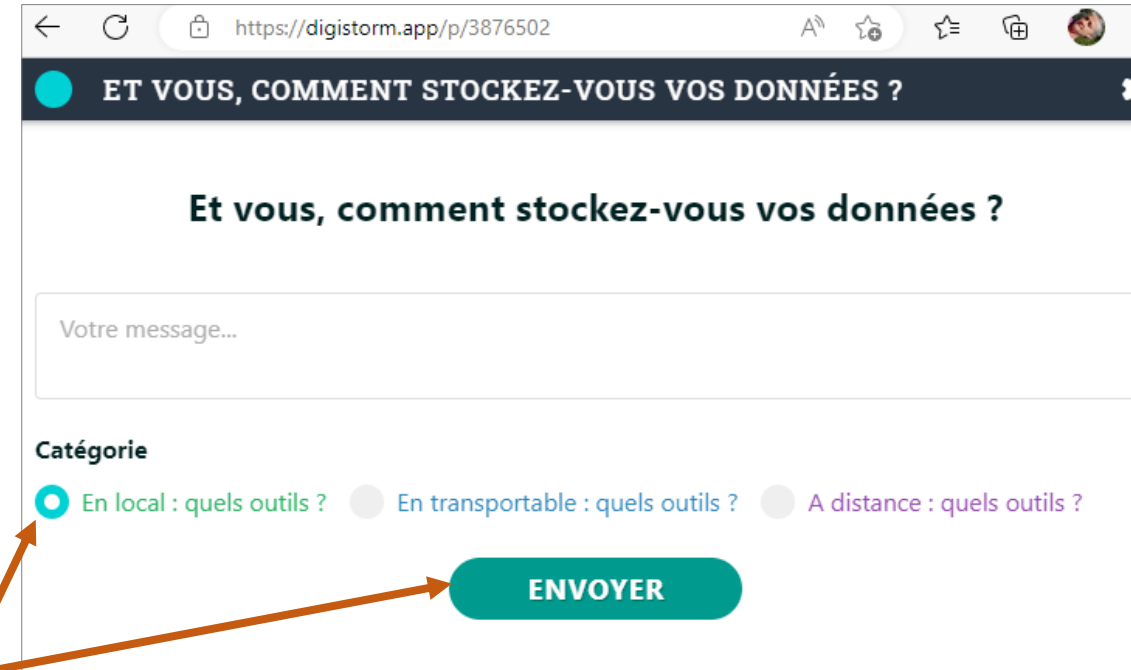 https://digistorm.app/p/3876502
ET VOUS, COMMENT STOCKEZ-VOUS VOS DONNÉES ?
Et vous, comment stockez-vous vos données ?
Votre message...
Catégorie
En local : quels outils ? En transportable : quels outils ? A distance : quels outils ?
ENVOYER